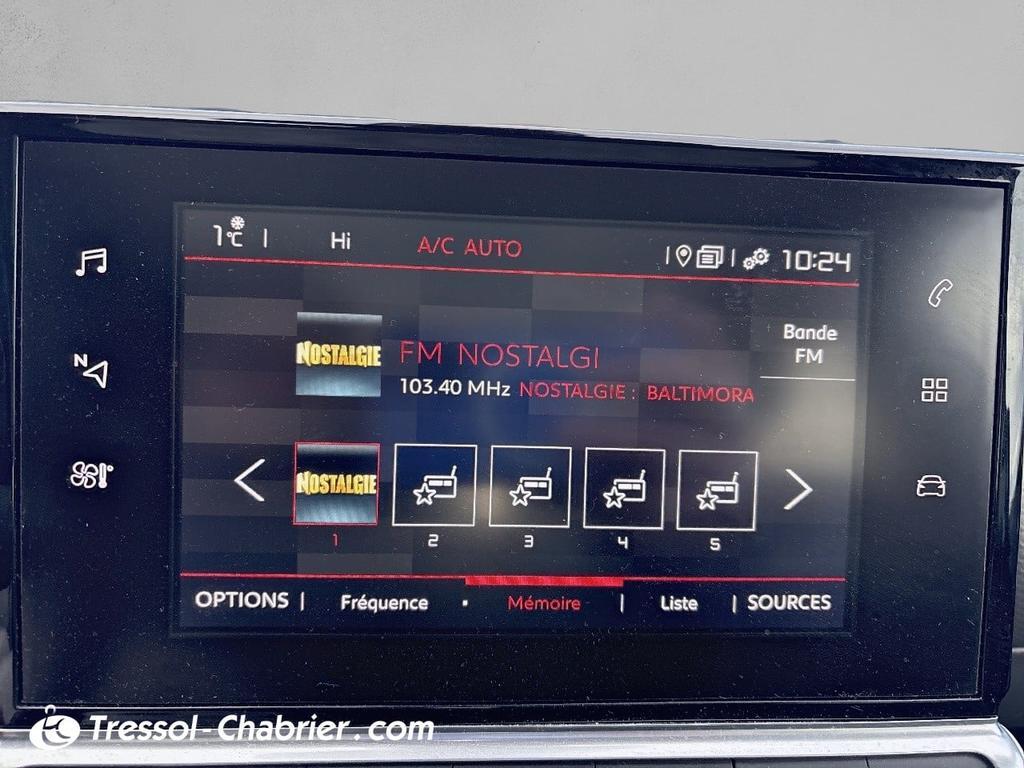 1°C | Hi A/C AUTO 10:24
Bande
FM
NOSTALGIE
FM NOSTALGI
103.40 MHz NOSTALGIE : BALTIMORA
N
NOSTALGIE
1 2 3 4 5
OPTIONS | Fréquence Mémoire | Liste | SOURCES
Tressol-Chabrier.com